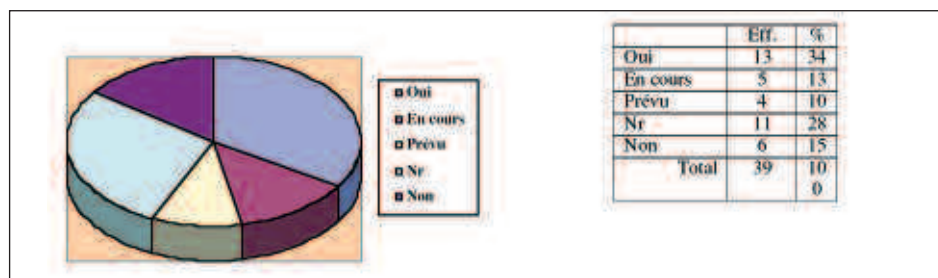 Oui
En cours
Prévu
Nr
Non
Eff. %
Oui 13 34
En cours 5 13
Prévu 4 10
Nr 11 28
Non 6 15
Total 39 10
0